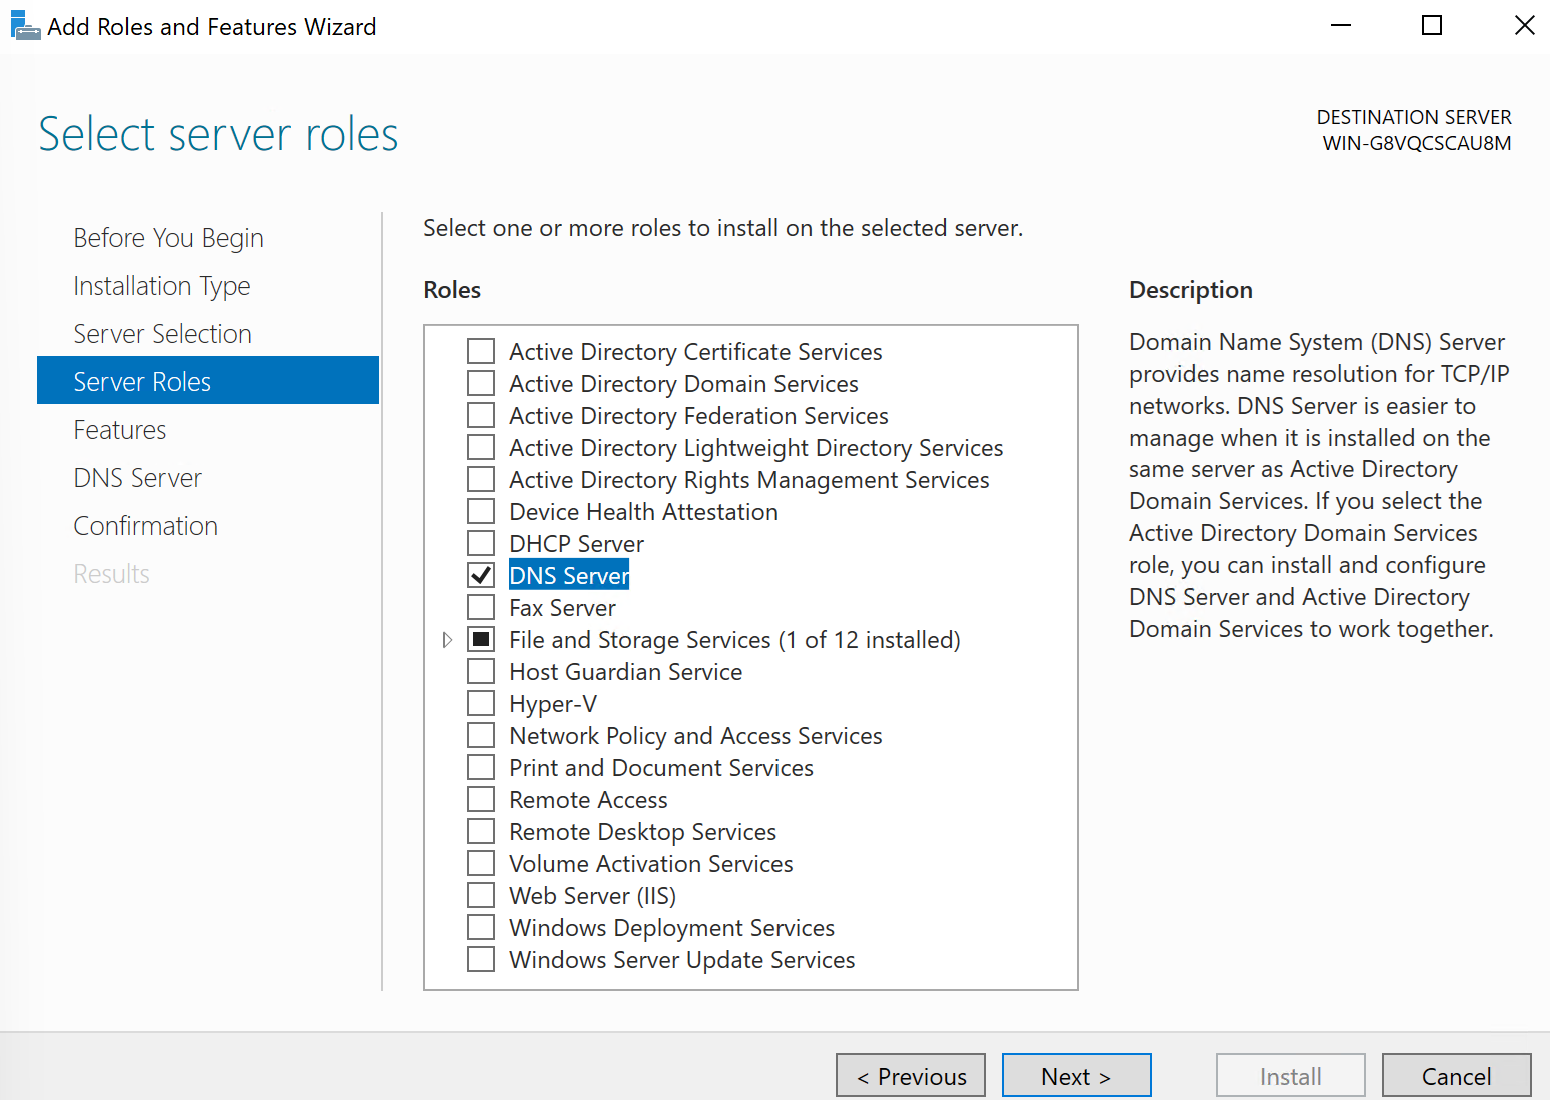 Add Roles and Features Wizard
Select server roles
DESTINATION SERVER
WIN-G8VQCSCAU8M
Before You Begin
Installation Type
Server Selection
Server Roles
Features
DNS Server
Confirmation
Results
Select one or more roles to install on the selected server.
Roles
Active Directory Certificate Services
Active Directory Domain Services
Active Directory Federation Services
Active Directory Lightweight Directory Services
Active Directory Rights Management Services
Device Health Attestation
DHCP Server
DNS Server
Fax Server
File and Storage Services (1 of 12 installed)
Host Guardian Service
Hyper-V
Network Policy and Access Services
Print and Document Services
Remote Access
Remote Desktop Services
Volume Activation Services
Web Server (IIS)
Windows Deployment Services
Windows Server Update Services
Description
Domain Name System (DNS) Server
provides name resolution for TCP/IP
networks. DNS Server is easier to
manage when it is installed on the
same server as Active Directory
Domain Services. If you select the
Active Directory Domain Services
role, you can install and configure
DNS Server and Active Directory
Domain Services to work together.
< Previous
Next >
Install
Cancel